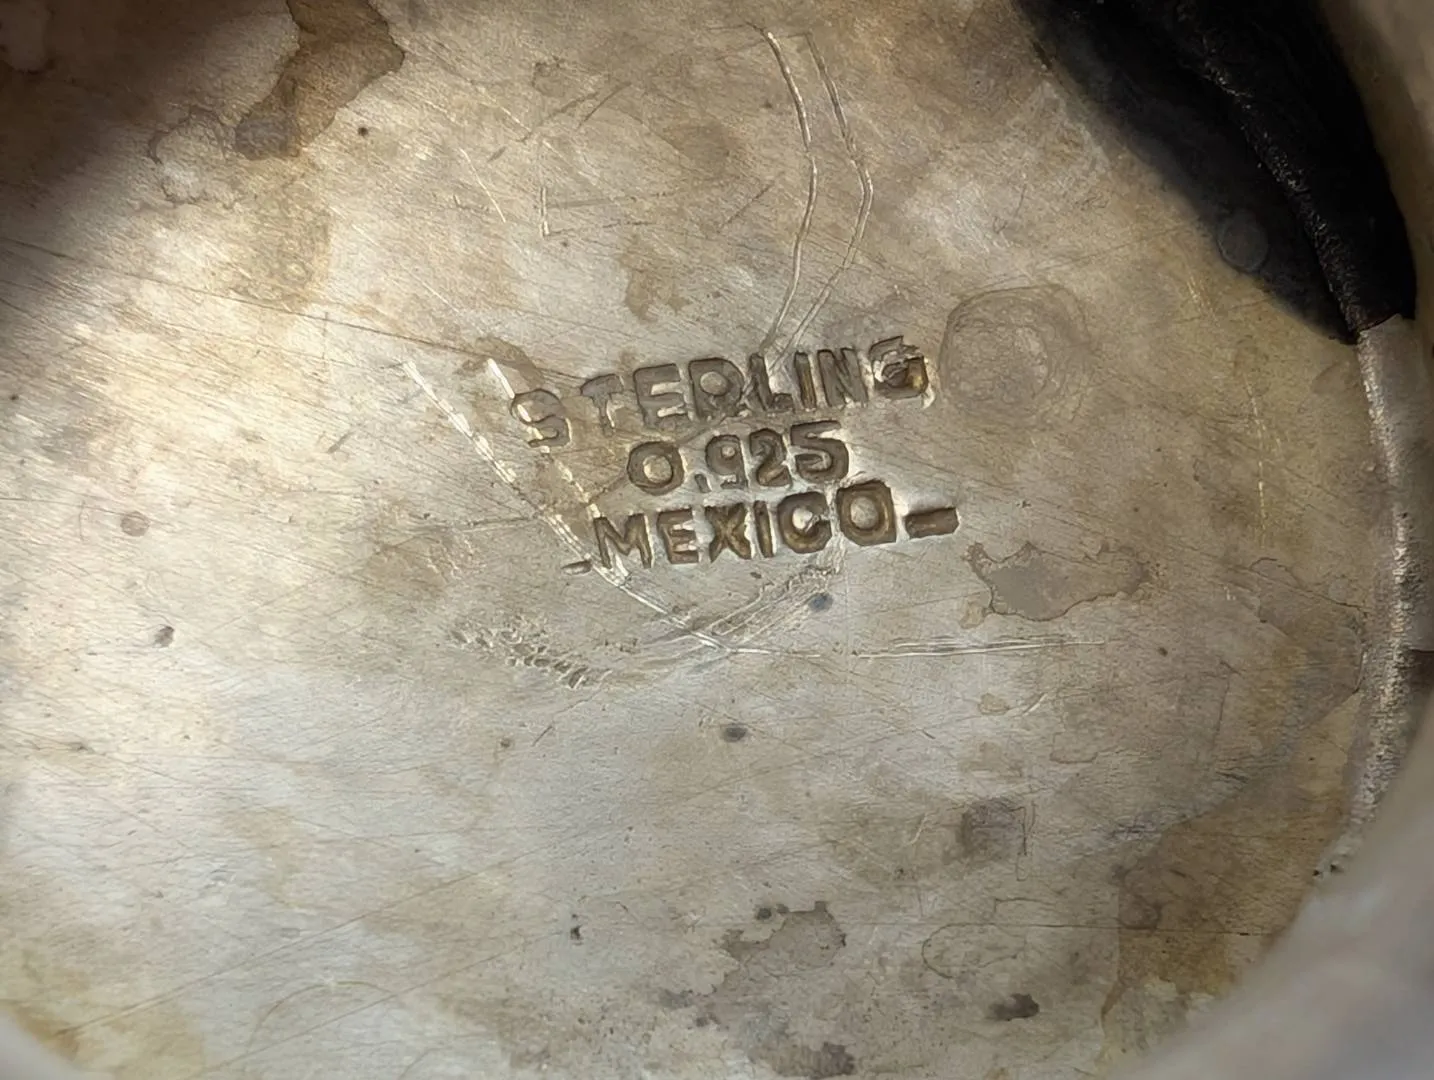 STERLING
0.925
-MEXICO-